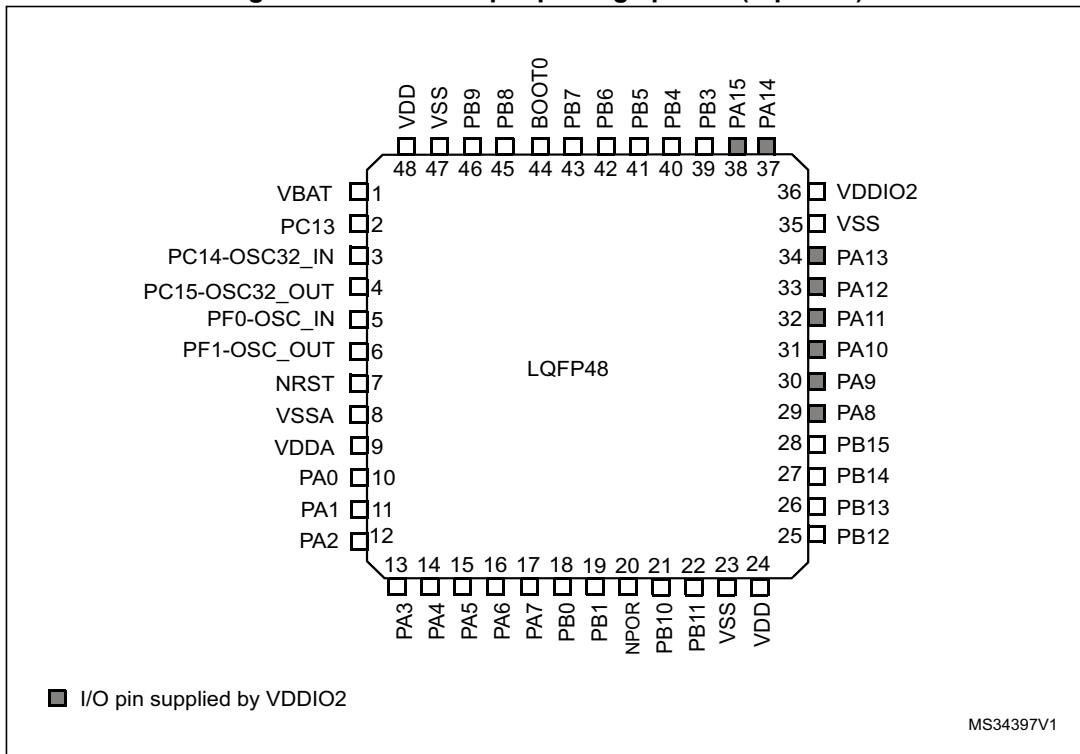 VDD
VSS
PB9
PB8
BOOT0
PB7
PB6
PB5
PB4
PB3
PA15
PA14
48 47 46 45 44 43 42 41 40 39 38 37
VBAT 1
PC13 2
PC14-OSC32_IN 3
PC15-OSC32_OUT 4
PF0-OSC_IN 5
PF1-OSC_OUT 6
NRST 7
VSSA 8
VDDA 9
PA0 10
PA1 11
PA2 12
LQFP48
36 VDDIO2
35 VSS
34 PA13
33 PA12
32 PA11
31 PA10
30 PA9
29 PA8
28 PB15
27 PB14
26 PB13
25 PB12
13 14 15 16 17 18 19 20 21 22 23 24
PA3
PA4
PA5
PA6
PA7
PB0
PB1
NPOR
PB10
PB11
VSS
VDD
I/O pin supplied by VDDIO2
MS34397V1